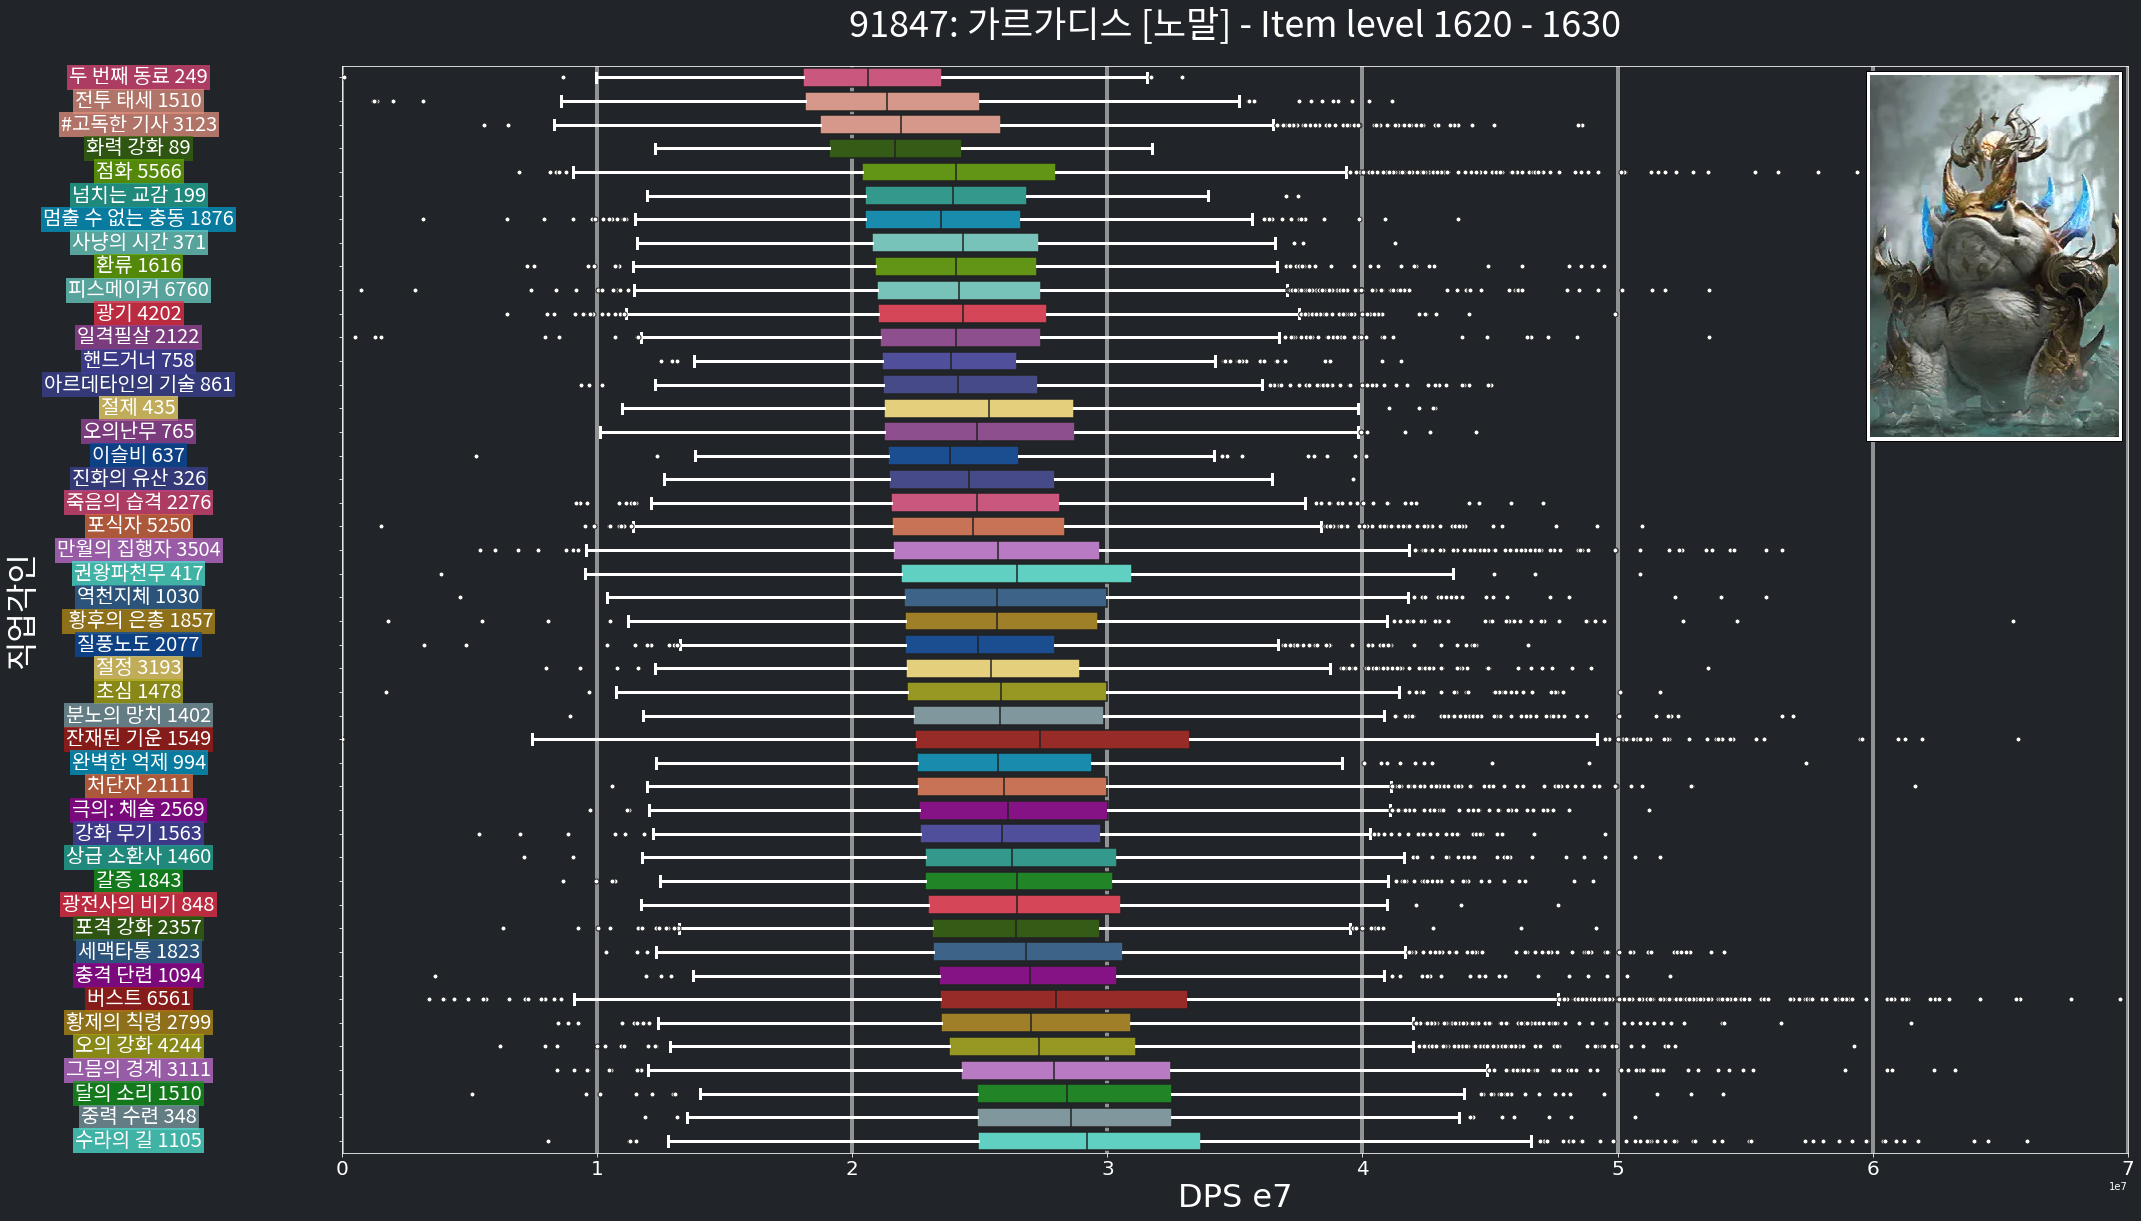 91847: 가르가디스 [노말] - Item level 1620 - 1630
두 번째 동료 249
전투 태세 1510
#고독한 기사 3123
화력 강화 89
점화 5566
넘치는 교감 199
멈출 수 없는 충동 1876
사냥의 시간 371
환류 1616
피스메이커 6760
광기 4202
일격필살 2122
핸드거너 758
아르데타인의 기술 861
절제 435
오의난무 765
이슬비 637
진화의 유산 326
죽음의 습격 2276
포식자 5250
만월의 집행자 3504
권왕파천무 417
역천지체 1030
황후의 은총 1857
질풍노도 2077
절정 3193
초심 1478
분노의 망치 1402
잔재된 기운 1549
완벽한 억제 994
처단자 2111
극의: 체술 2569
강화 무기 1563
상급 소환사 1460
갈증 1843
광전사의 비기 848
포격 강화 2357
세맥타통 1823
충격 단련 1094
버스트 6561
황제의 칙령 2799
오의 강화 4244
그믐의 경계 3111
달의 소리 1510
중력 수련 348
수라의 길 1105
직업각인
0 1 2 3 4 5 6 7
1e7
DPS e7